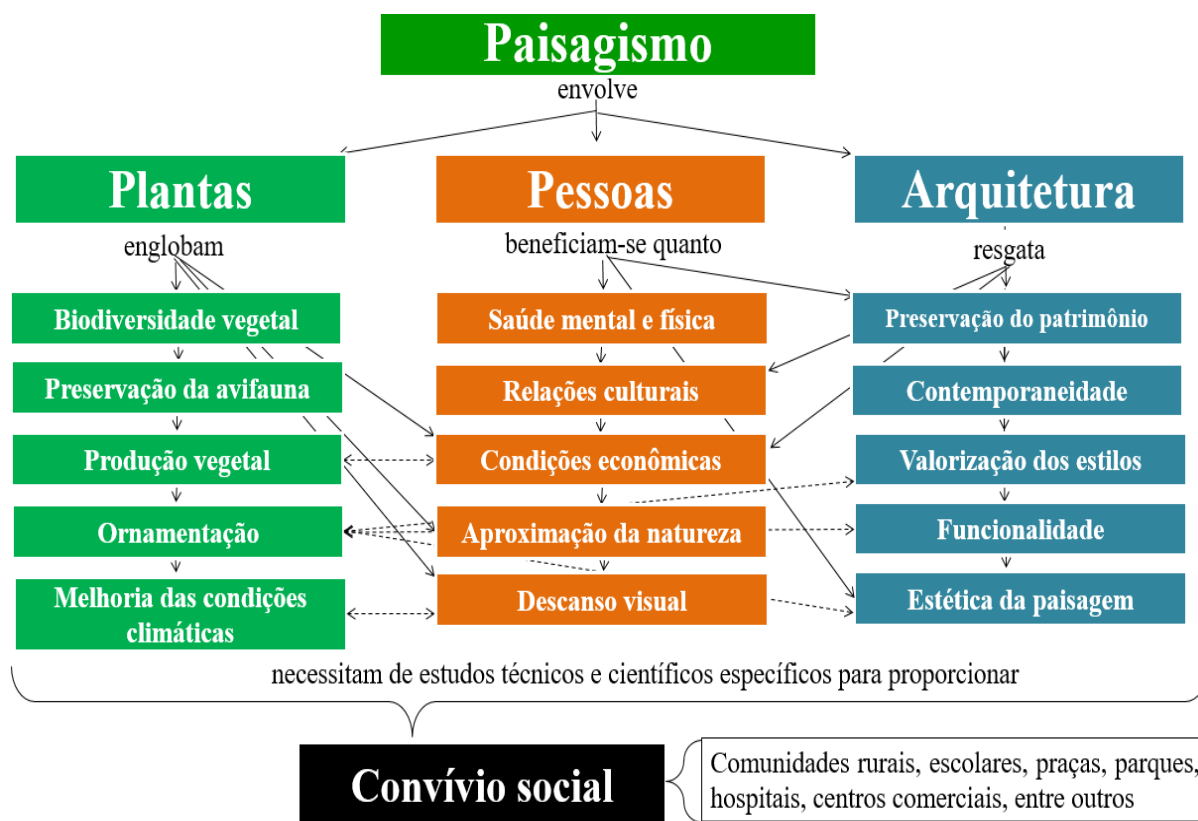 Paisagismo
envolve
Plantas
Pessoas
Arquitetura
englobam
beneficiam-se quanto
resgata
Biodiversidade vegetal
Saúde mental e física
Preservação do patrimônio
Preservação da avifauna
Relações culturais
Contemporaneidade
Produção vegetal
Condições econômicas
Valorização dos estilos
Ornamentação
Aproximação da natureza
Funcionalidade
Melhoria das condições
climáticas
Descanso visual
Estética da paisagem
necessitam de estudos técnicos e científicos específicos para proporcionar
Convívio social
Comunidades rurais, escolares, praças, parques,
hospitais, centros comerciais, entre outros